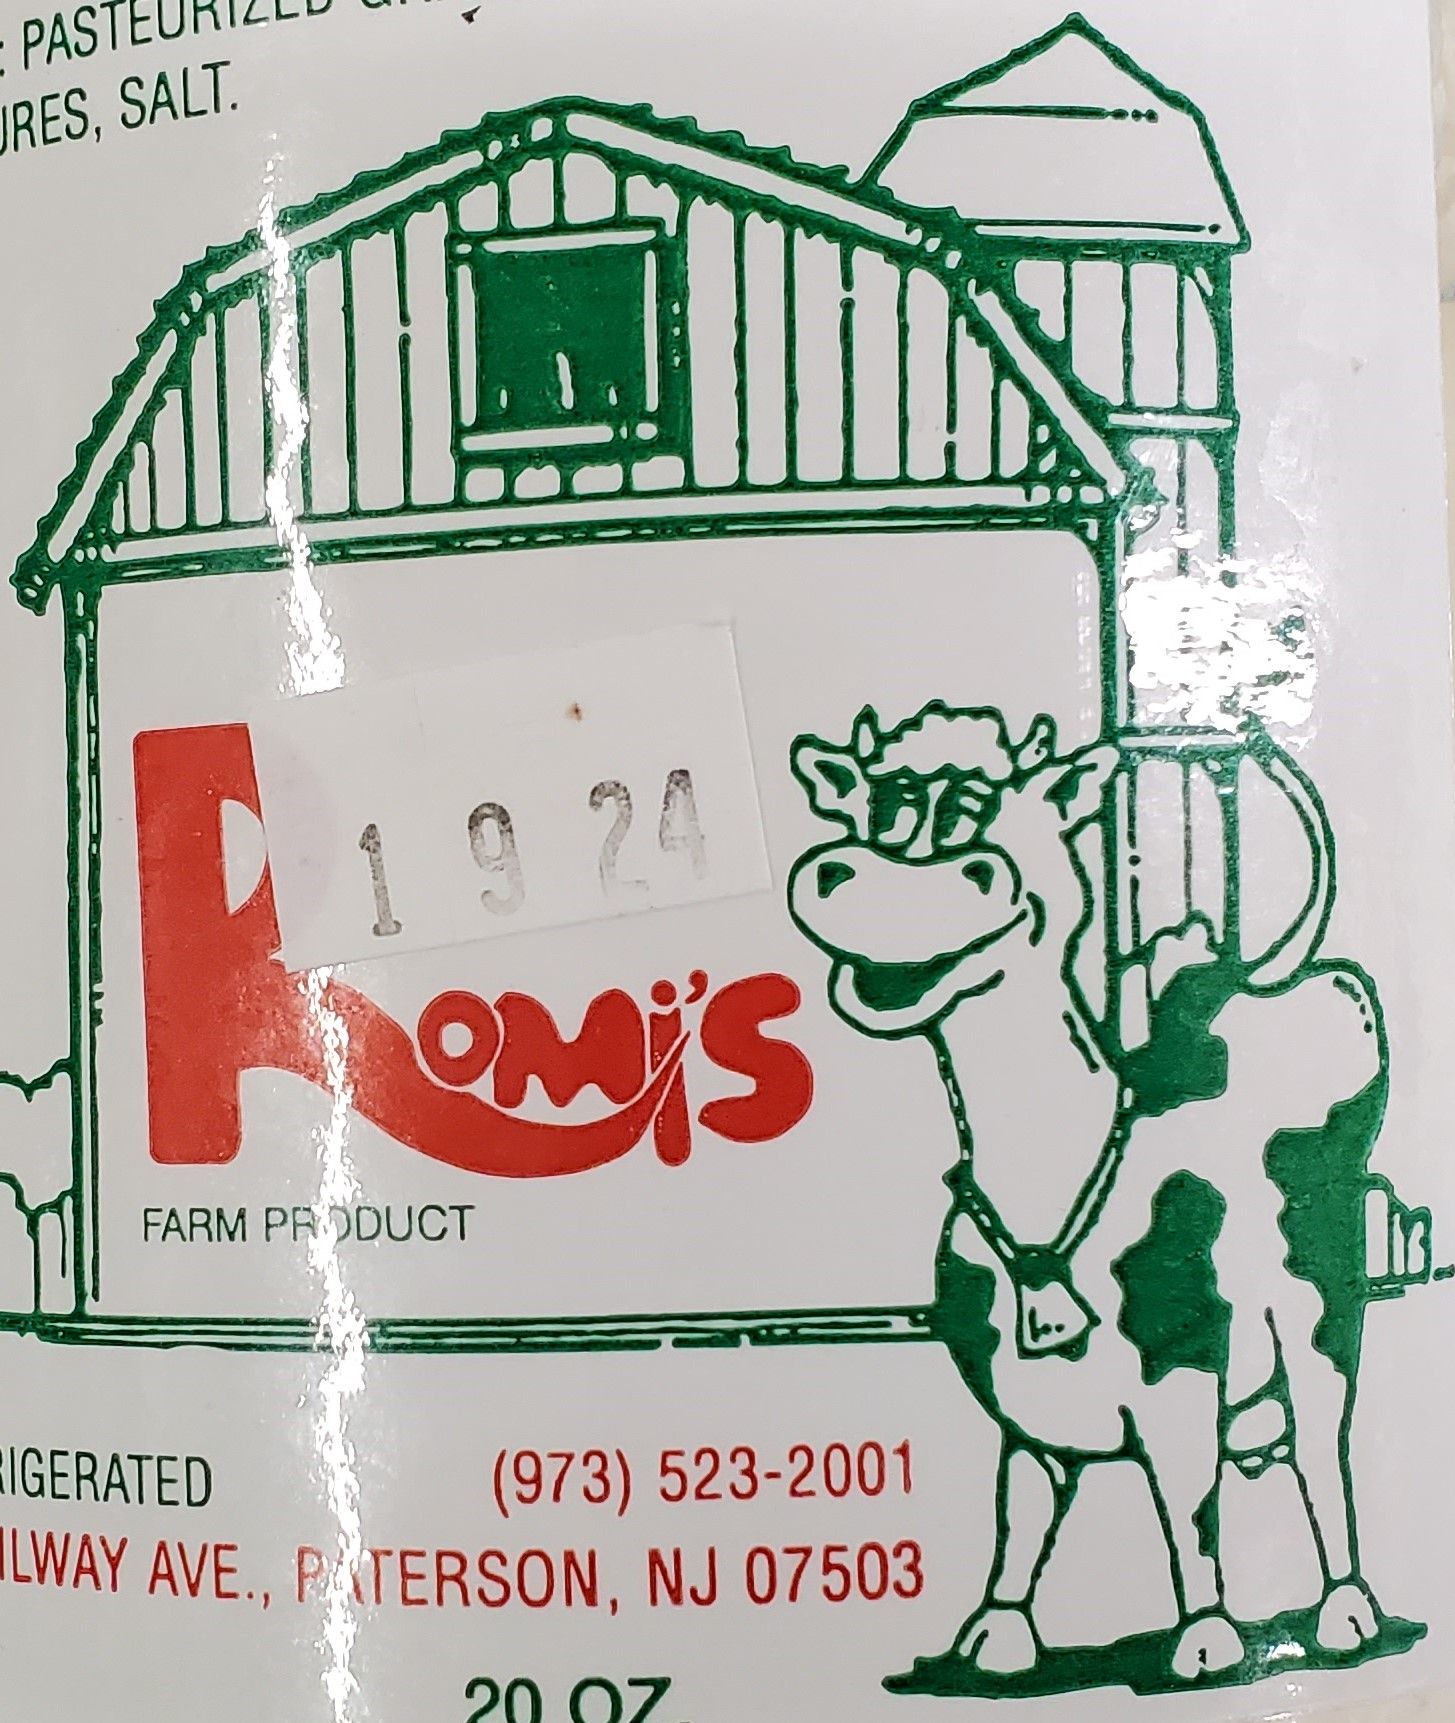 : PASTEURIZED
URES, SALT.
1 9 24
Romi's
FARM PRODUCT
RIGERATED
(973) 523-2001
ILWAY AVE., PATERSON, NJ 07503
20 OZ.